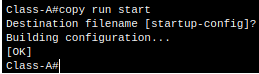 Class-A#copy run start
Destination filename [startup-config]?
Building configuration...
[OK]
Class-A#